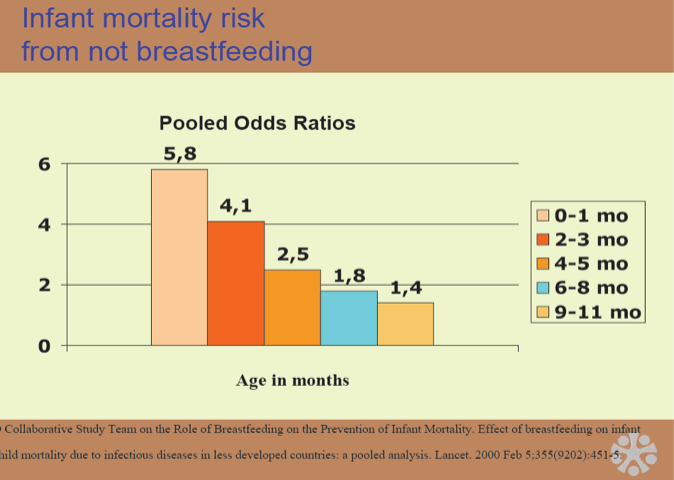 Infant mortality risk
from not breastfeeding
Pooled Odds Ratios
5,8
6
4,1
4
2,5
1,8
2
1,4
0
0-1 mo
2-3 mo
4-5 mo
6-8 mo
9-11 mo
Age in months
Collaborative Study Team on the Role of Breastfeeding on the Prevention of Infant Mortality. Effect of breastfeeding on infant
mortality due to infectious diseases in less developed countries: a pooled analysis. Lancet. 2000 Feb 5;355(9202):451-5.